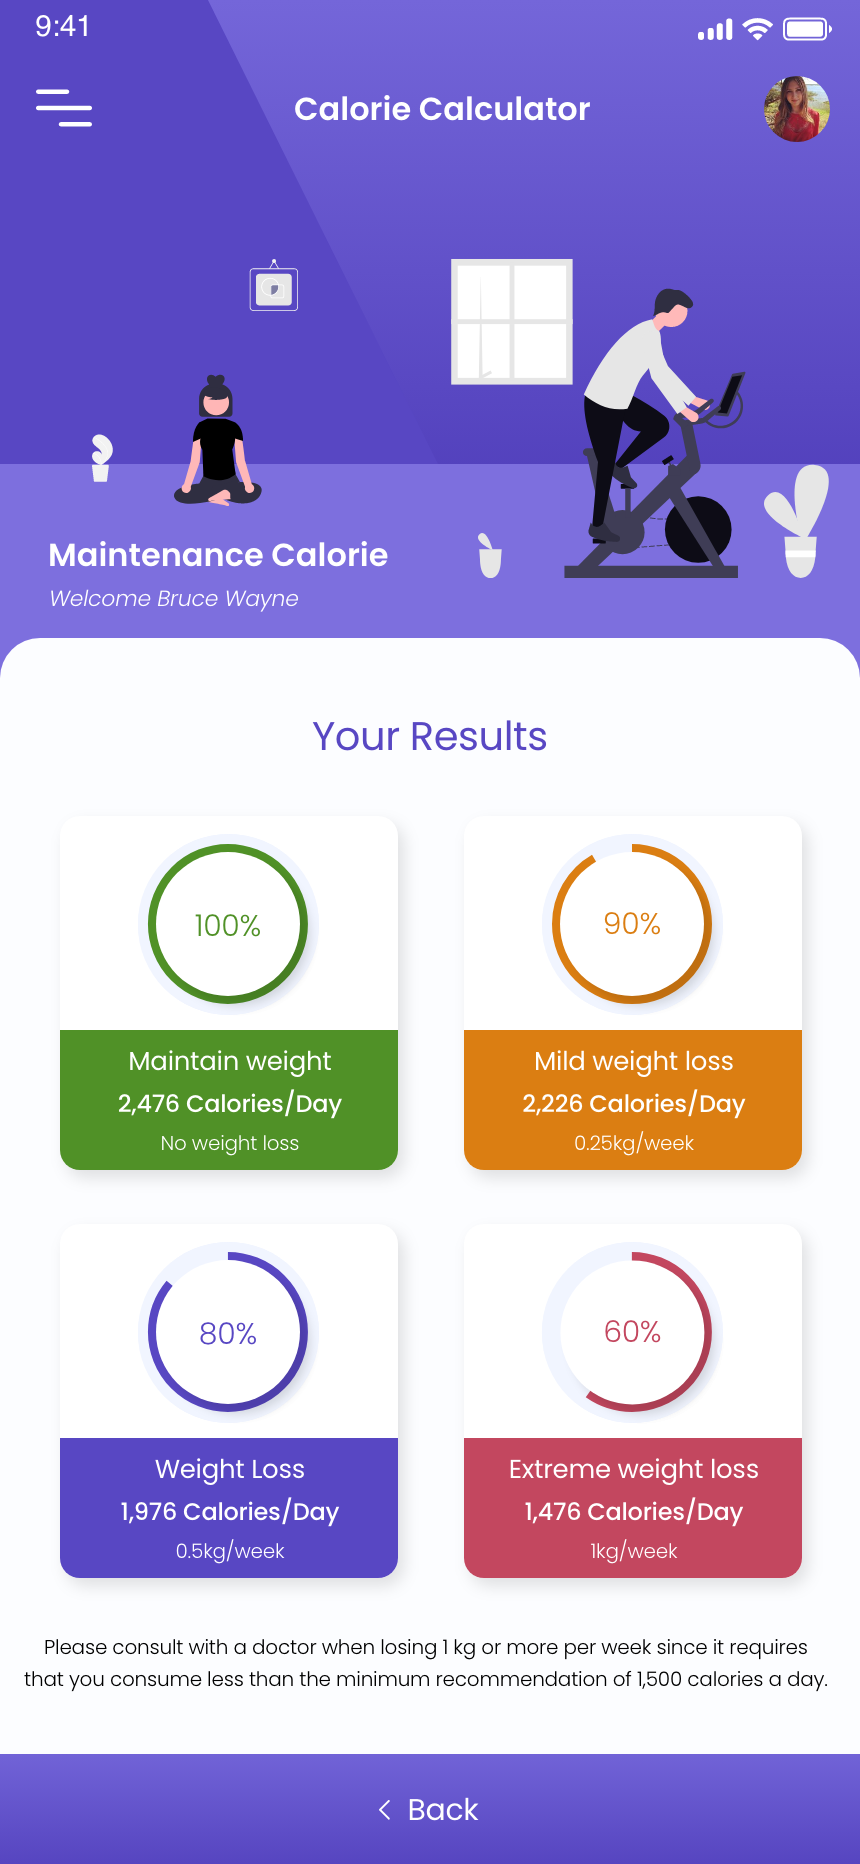 9:41
Calorie Calculator
Maintenance Calorie
Welcome Bruce Wayne
Your Results
100%
Maintain weight
2,476 Calories/Day
No weight loss
90%
Mild weight loss
2,226 Calories/Day
0.25kg/week
80%
Weight Loss
1,976 Calories/Day
0.5kg/week
60%
Extreme weight loss
1,476 Calories/Day
1kg/week
Please consult with a doctor when losing 1 kg or more per week since it requires
that you consume less than the minimum recommendation of 1,500 calories a day.
Back